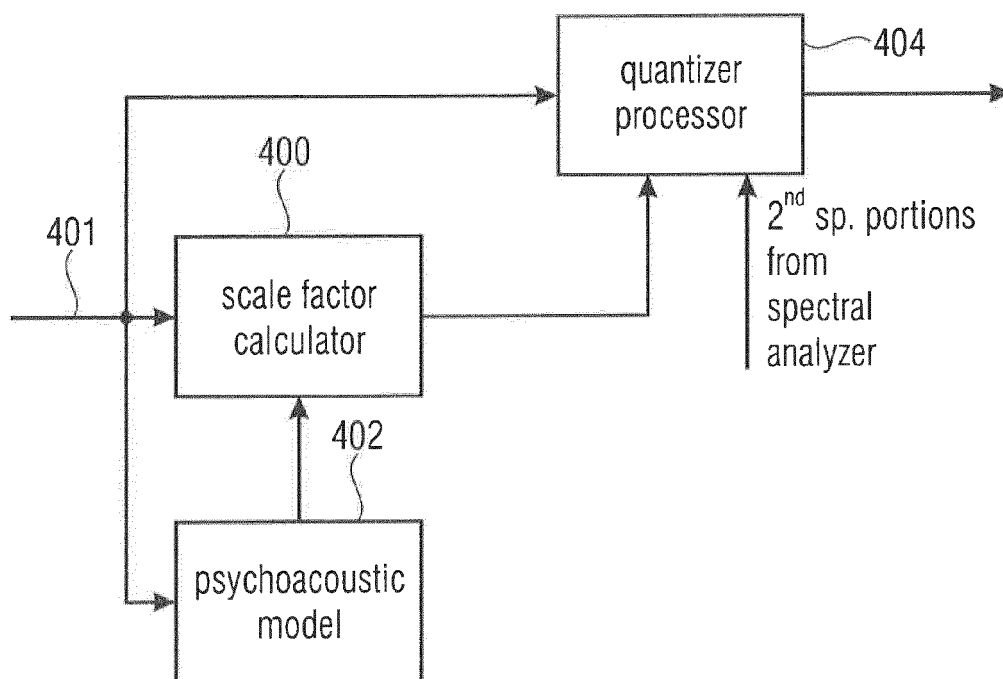 404
quantizer
processor
400
401
2nd sp. portions
from
spectral
analyzer
scale factor
calculator
402
psychoacoustic
model